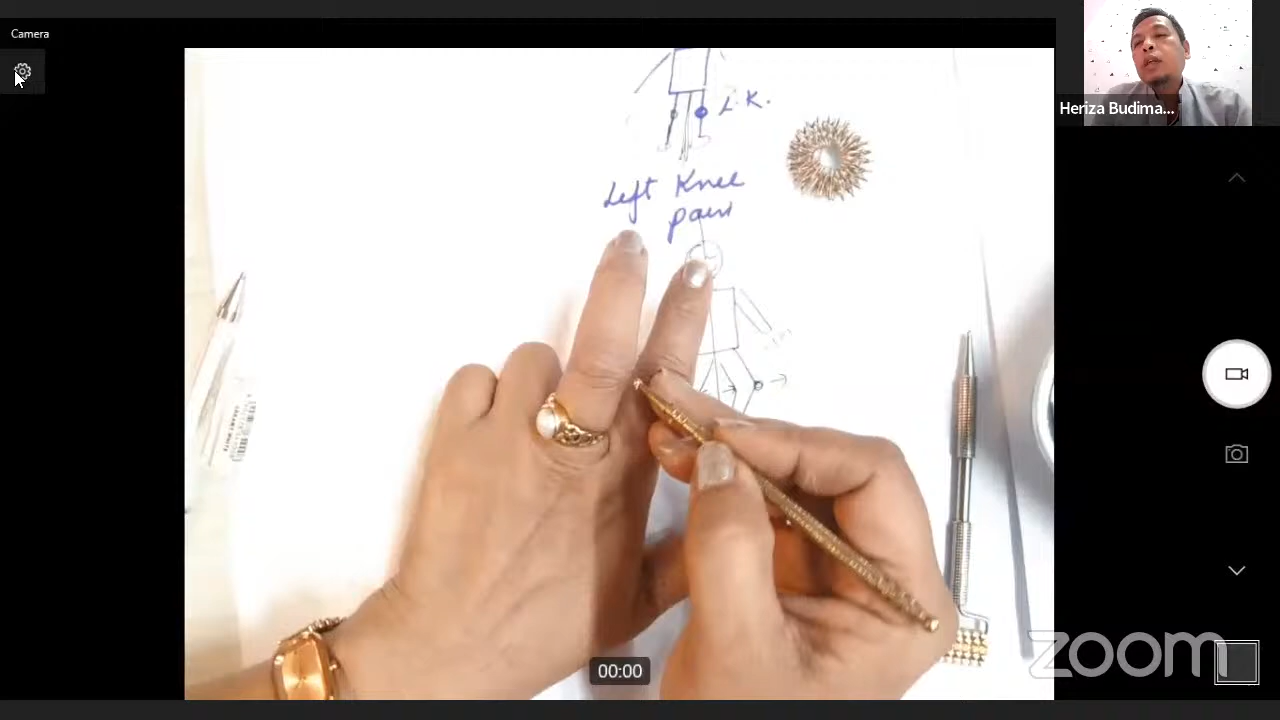 Camera
Heriza Budima...
L.K.
Left Knee
pain
00:00
zoom